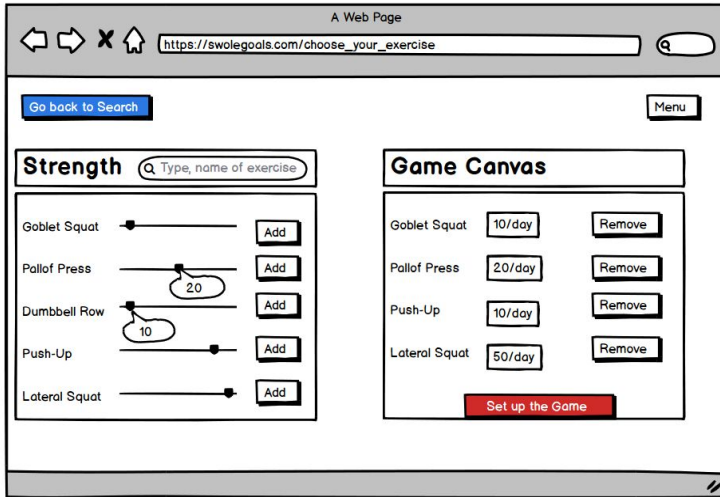 A Web Page
https://swolegoals.com/choose_your_exercise
Go back to Search
Menu
Strength
Type, name of exercise
Goblet Squat
Add
Pallof Press
Add
20
Dumbbell Row
Add
10
Push-Up
Add
Lateral Squat
Add
Game Canvas
Goblet Squat
10/day
Remove
Pallof Press
20/day
Remove
Push-Up
10/day
Remove
Lateral Squat
50/day
Remove
Set up the Game